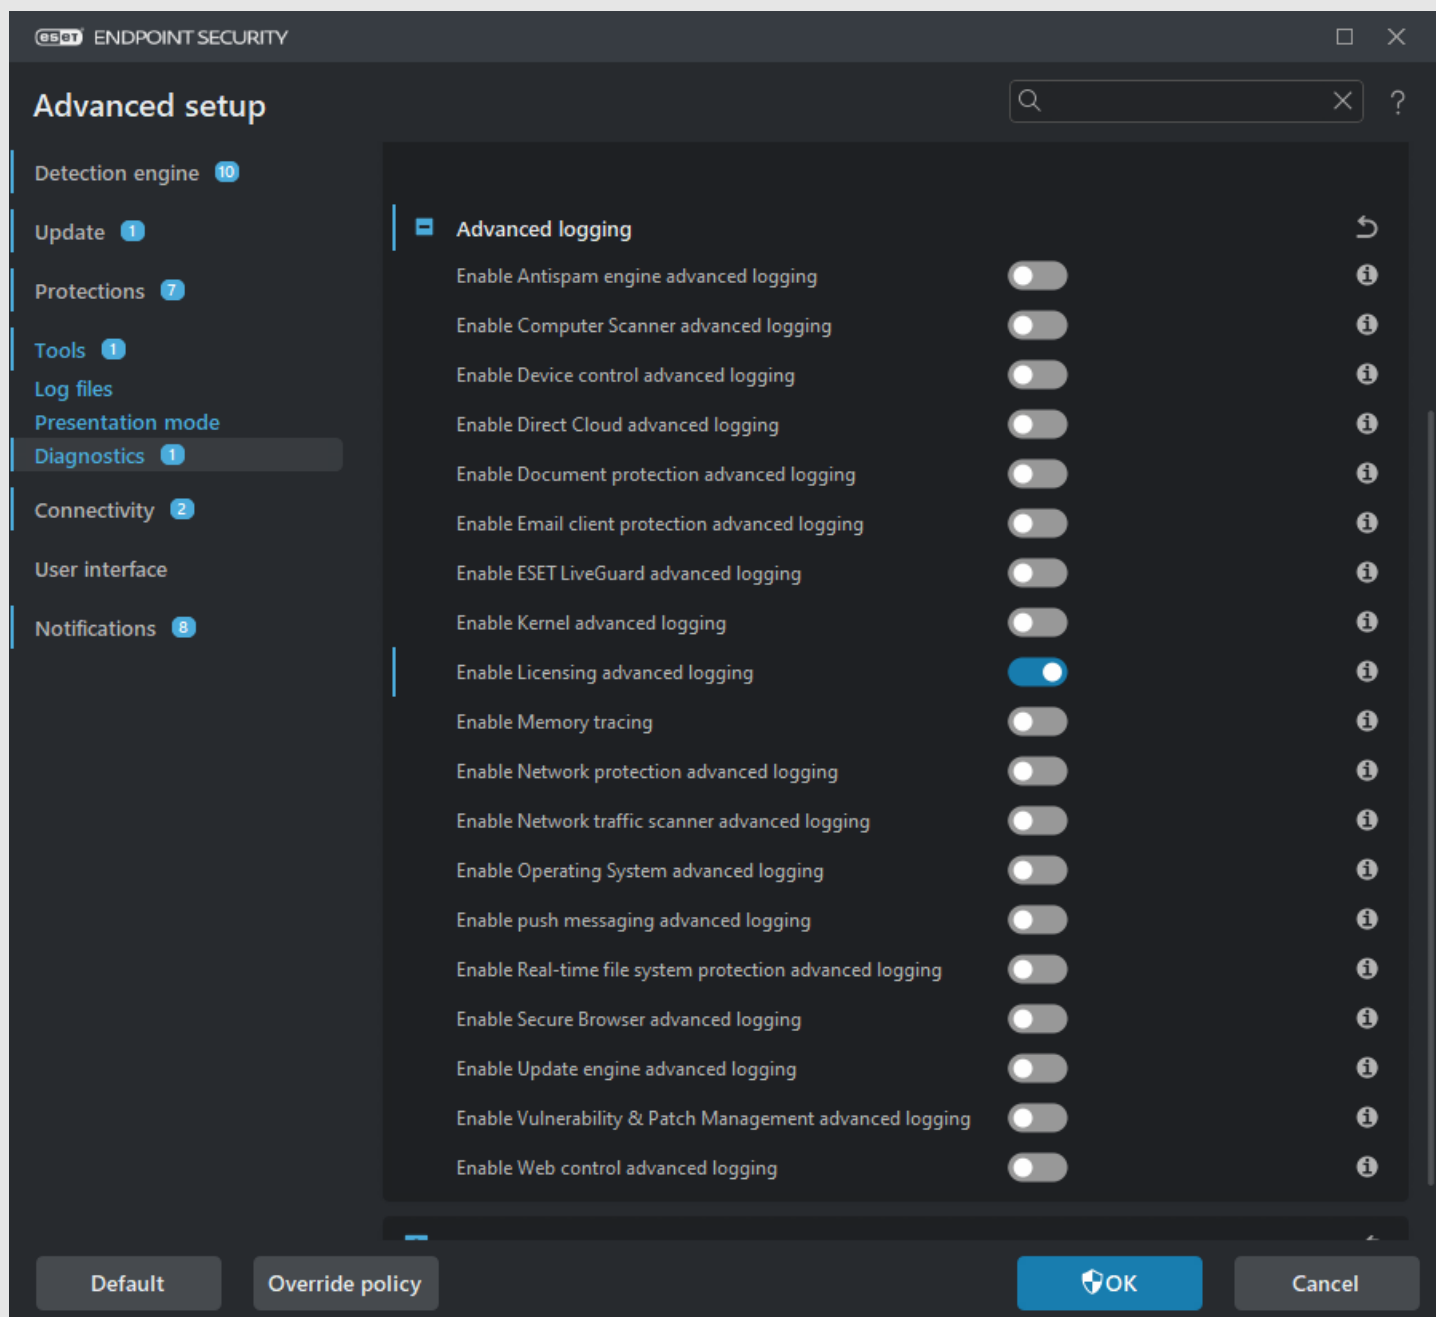 eset ENDPOINT SECURITY
Advanced setup
?
Detection engine 10
Update 1
Protections 7
Tools 1
Log files
Presentation mode
Diagnostics 1
Connectivity 2
User interface
Notifications 8
Advanced logging
Enable Antispam engine advanced logging
Enable Computer Scanner advanced logging
Enable Device control advanced logging
Enable Direct Cloud advanced logging
Enable Document protection advanced logging
Enable Email client protection advanced logging
Enable ESET LiveGuard advanced logging
Enable Kernel advanced logging
Enable Licensing advanced logging
Enable Memory tracing
Enable Network protection advanced logging
Enable Network traffic scanner advanced logging
Enable Operating System advanced logging
Enable push messaging advanced logging
Enable Real-time file system protection advanced logging
Enable Secure Browser advanced logging
Enable Update engine advanced logging
Enable Vulnerability & Patch Management advanced logging
Enable Web control advanced logging
Default
Override policy
OK
Cancel